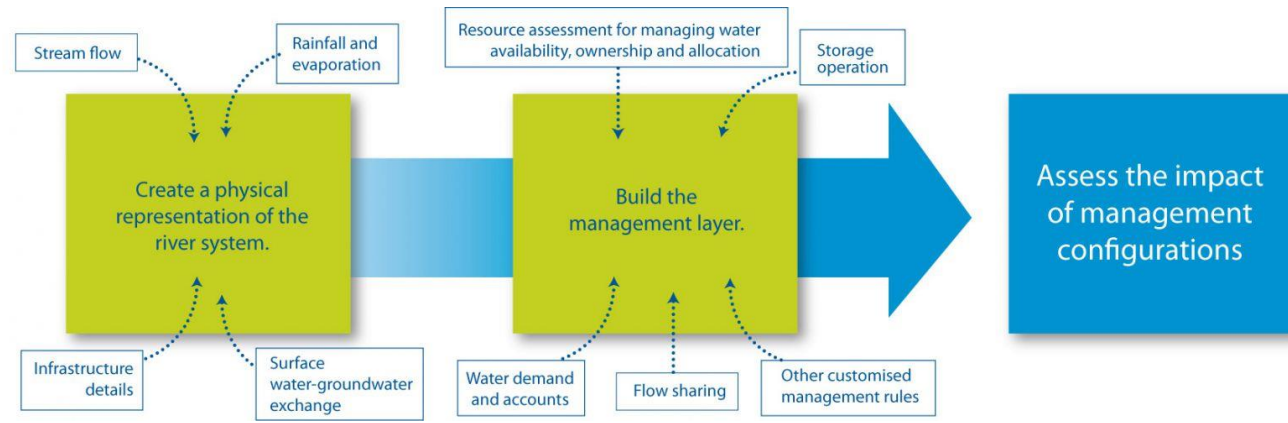 Stream flow
Rainfall and
evaporation
Resource assessment for managing water
availability, ownership and allocation
Storage
operation
Create a physical
representation of the
river system.
Build the
management layer.
Assess the impact
of management
configurations
Infrastructure
details
Surface
water-groundwater
exchange
Water demand
and accounts
Flow sharing
Other customised
management rules